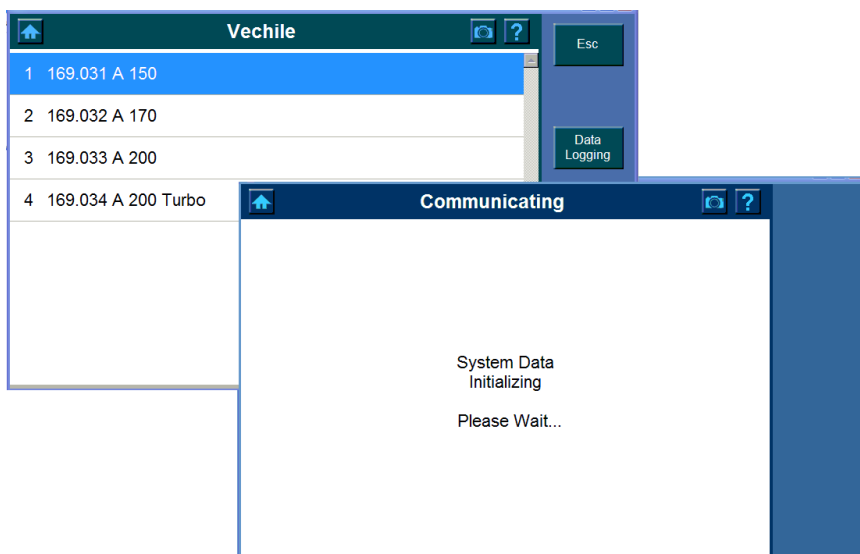 Vechile
?
Esc
1 169.031 A 150
2 169.032 A 170
3 169.033 A 200
4 169.034 A 200 Turbo
Data
Logging
Communicating
?
System Data
Initializing
Please Wait...